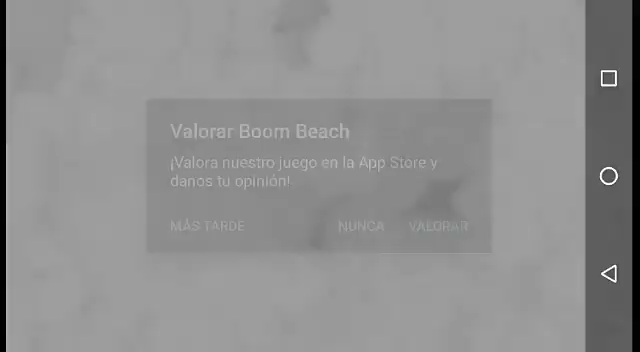 Valorar Boom Beach
¡Valora nuestro juego en la App Store y
danos tu opinión!
MÁS TARDE NUNCA VALORAR